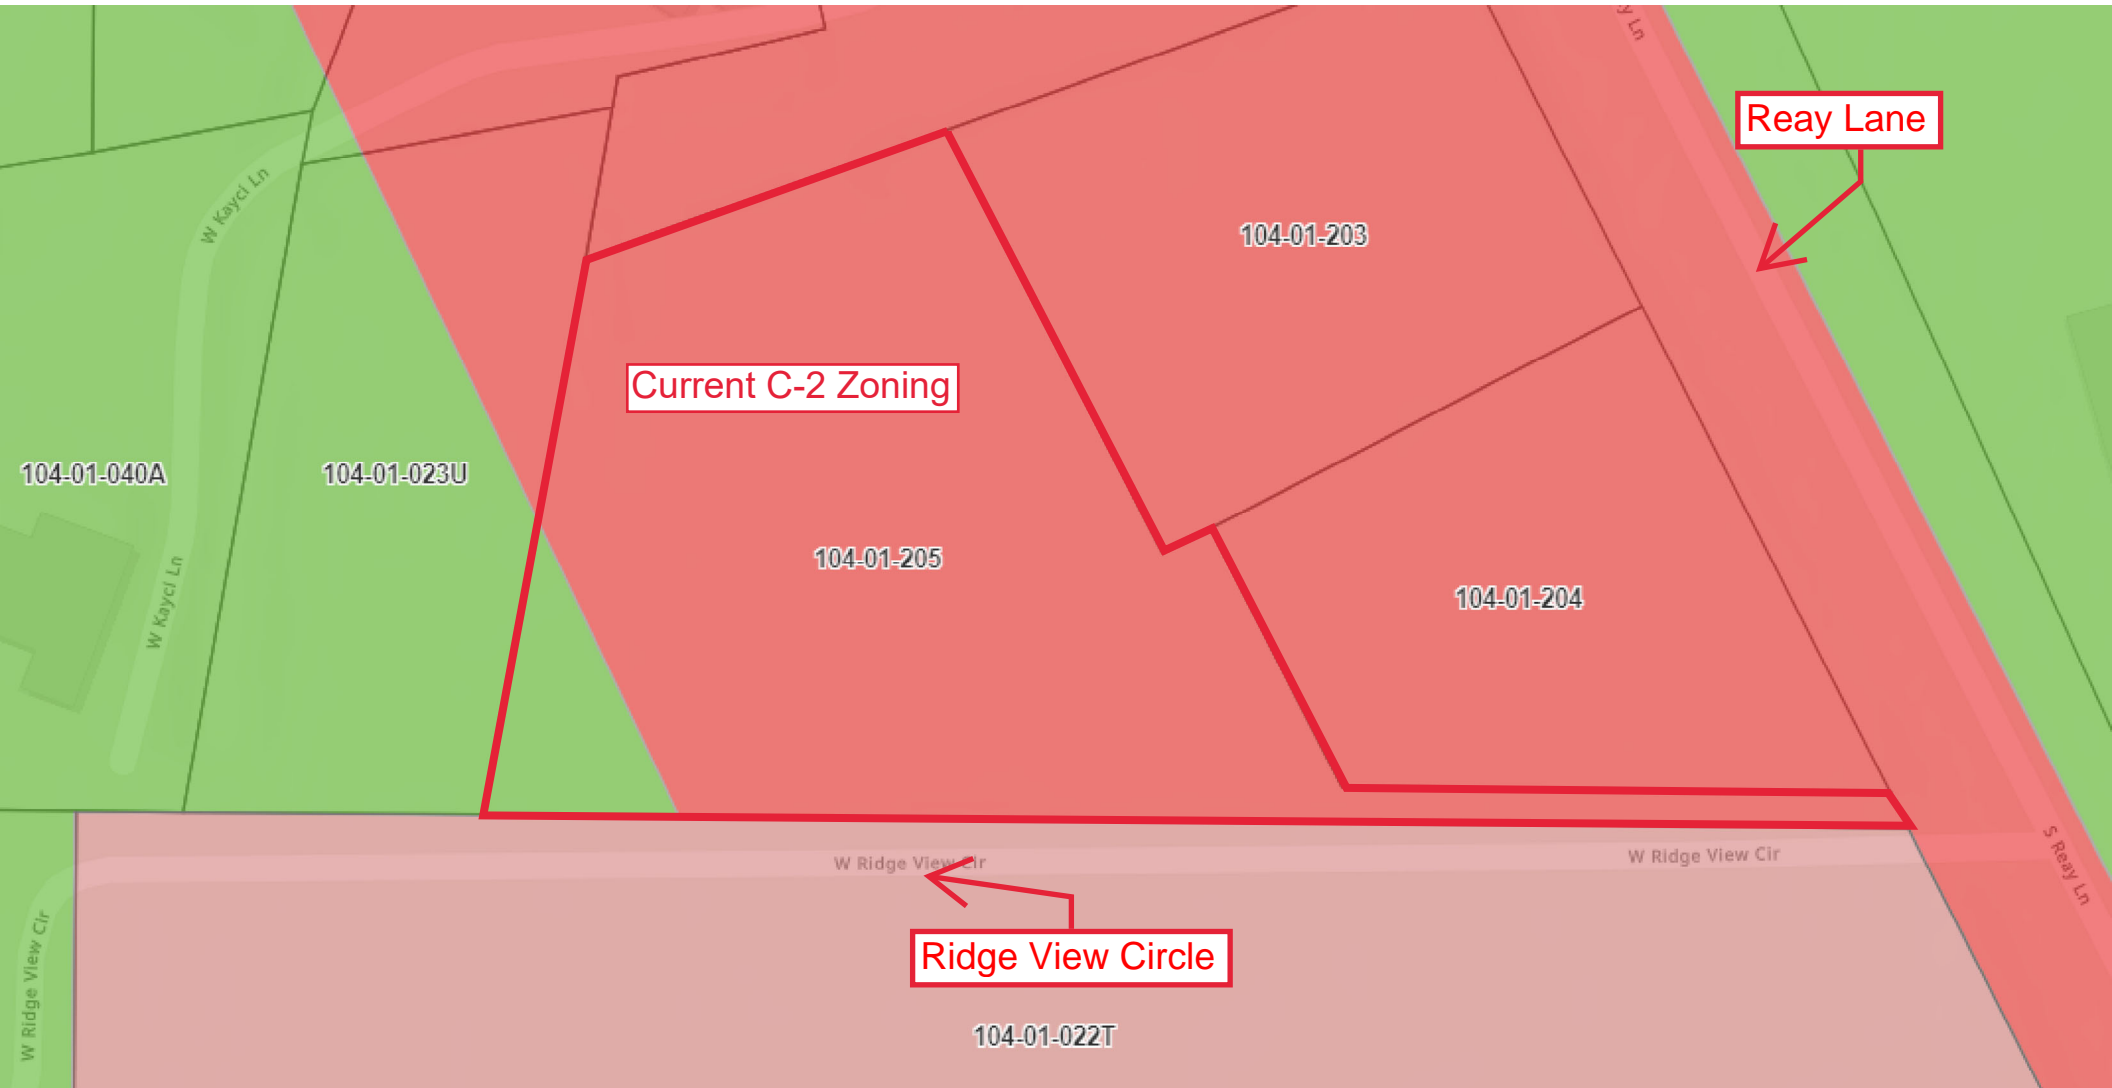 y Ln
Reay Lane
W Kayci Ln
104-01-203
Current C-2 Zoning
104-01-040A
104-01-023U
104-01-205
W Kayci Ln
104-01-204
W Ridge View Cir
W Ridge View Cir
S Reay Ln
W Ridge View Cir
Ridge View Circle
104-01-022T